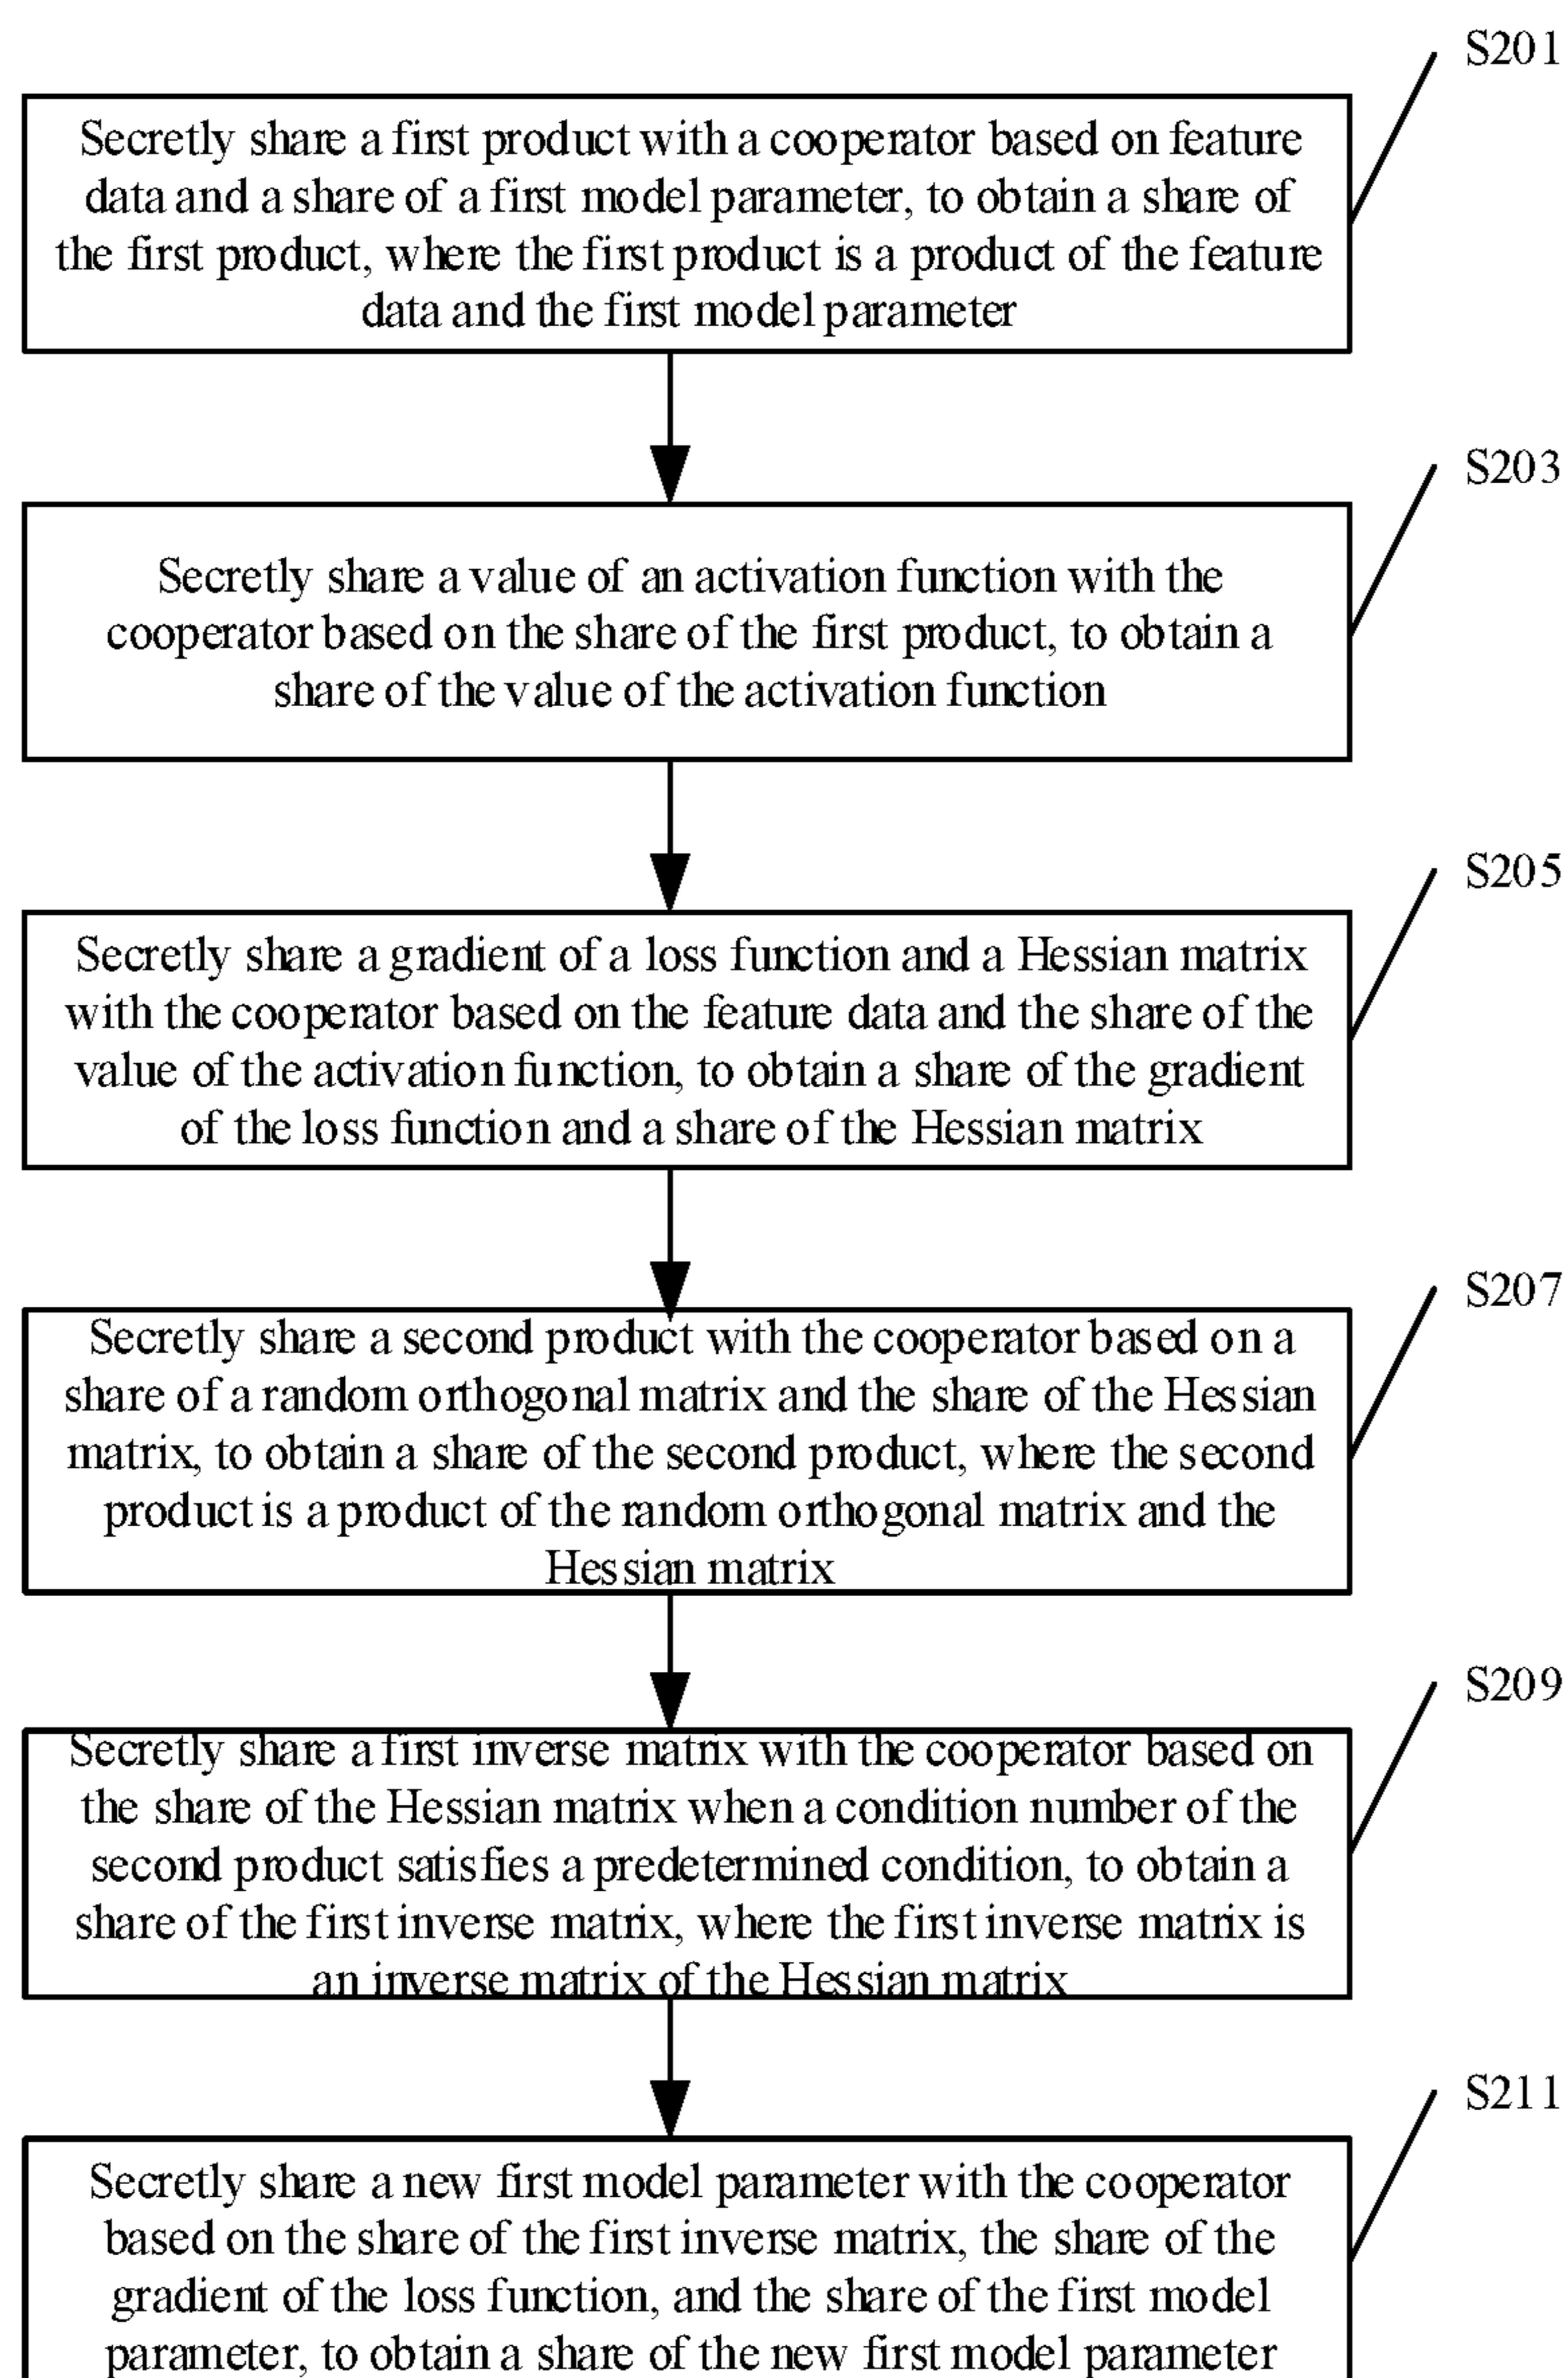 S201
Secretly share a first product with a cooperator based on feature
data and a share of a first model parameter, to obtain a share of
the first product, where the first product is a product of the feature
data and the first model parameter
S203
Secretly share a value of an activation function with the
cooperator based on the share of the first product, to obtain a
share of the value of the activation function
S205
Secretly share a gradient of a loss function and a Hessian matrix
with the cooperator based on the feature data and the share of the
value of the activation function, to obtain a share of the gradient
of the loss function and a share of the Hessian matrix
S207
Secretly share a second product with the cooperator based on a
share of a random orthogonal matrix and the share of the Hessian
matrix, to obtain a share of the second product, where the second
product is a product of the random orthogonal matrix and the
Hessian matrix
S209
Secretly share a first inverse matrix with the cooperator based on
the share of the Hessian matrix when a condition number of the
second product satisfies a predetermined condition, to obtain a
share of the first inverse matrix, where the first inverse matrix is
an inverse matrix of the Hessian matrix
S211
Secretly share a new first model parameter with the cooperator
based on the share of the first inverse matrix, the share of the
gradient of the loss function, and the share of the first model
parameter, to obtain a share of the new first model parameter